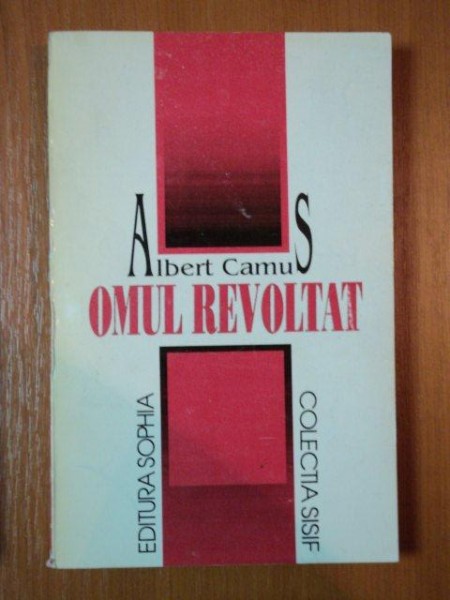 Albert Camus
OMUL REVOLTAT
EDITURA SOPHIA
COLECTIA SISIF